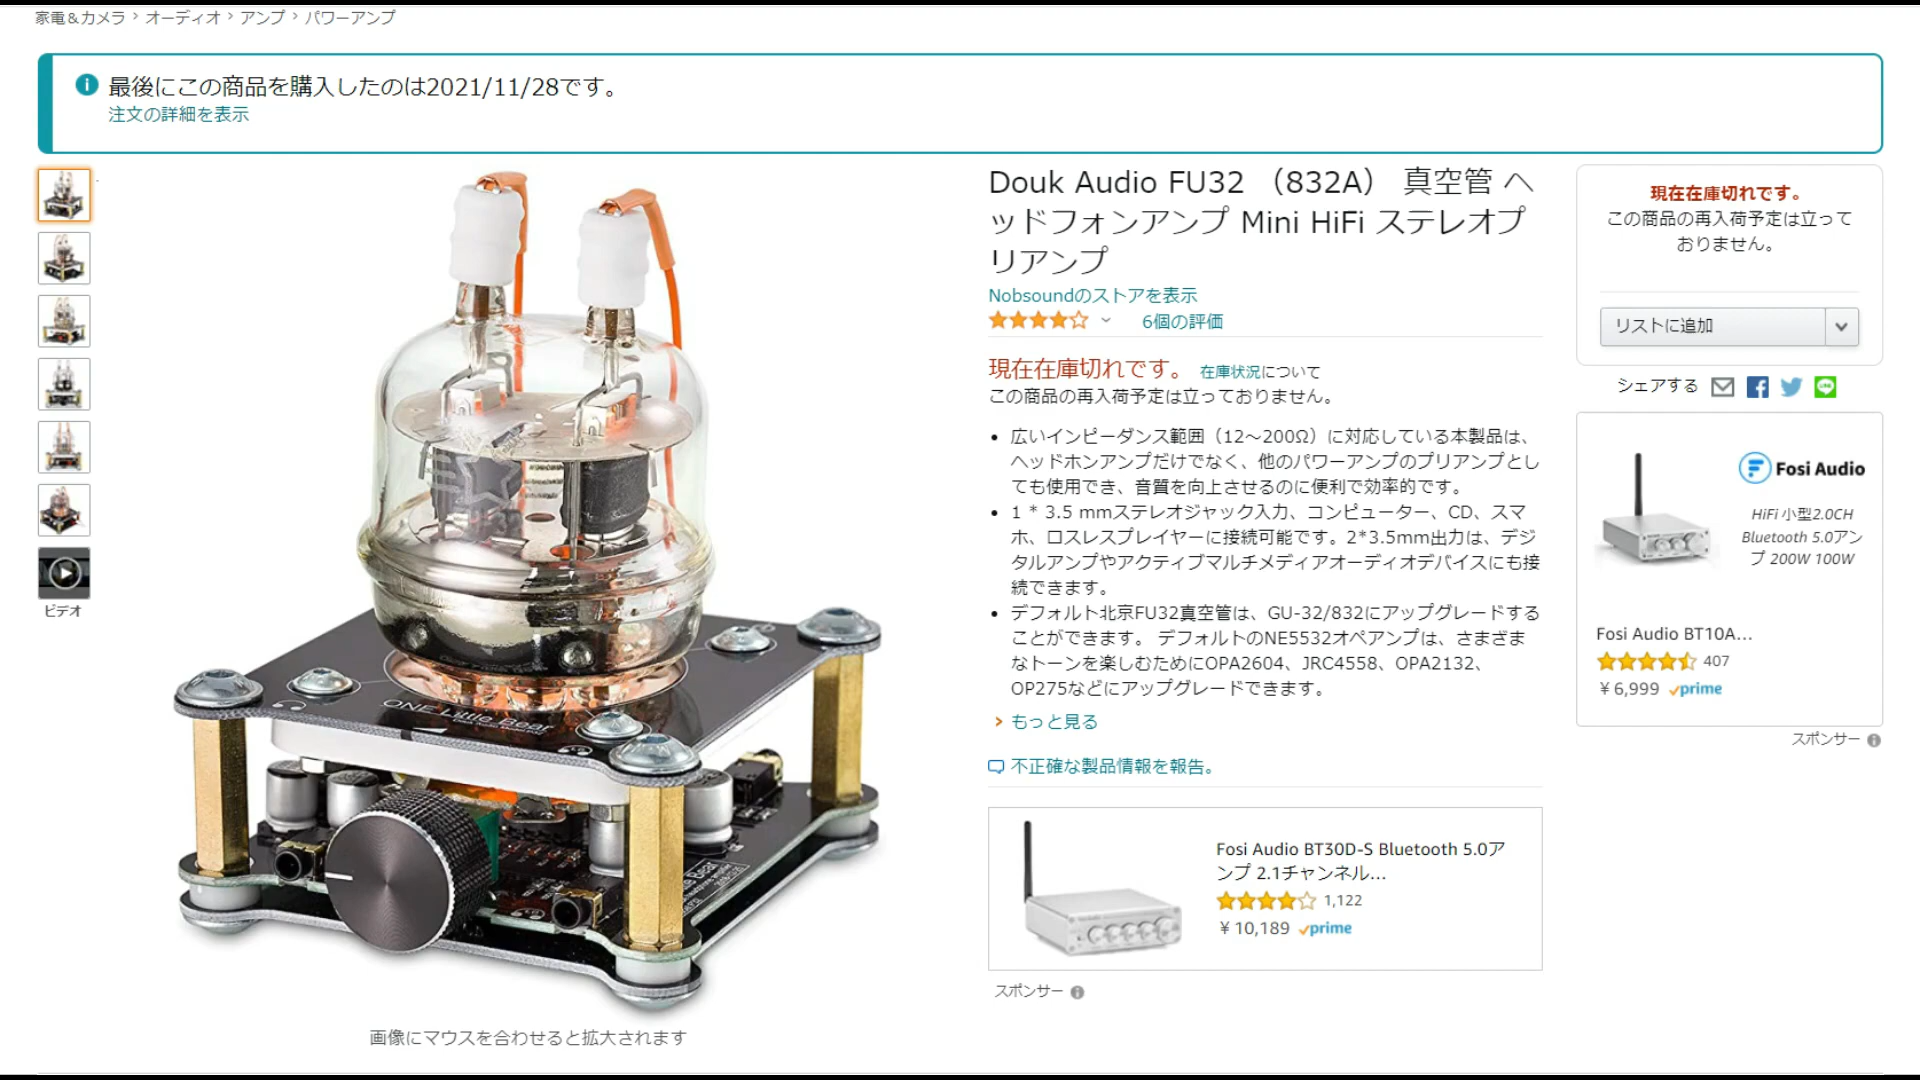 家電＆カメラ › オーディオ › アンプ › パワーアンプ
最後にこの商品を購入したのは2021/11/28です。
注文の詳細を表示
ビデオ
ONE Little Bear
画像にマウスを合わせると拡大されます
Douk Audio FU32 （832A） 真空管 ヘ
ッドフォンアンプ Mini HiFi ステレオプ
リアンプ
Nobsoundのストアを表示
6個の評価
現在在庫切れです。 在庫状況について
この商品の再入荷予定は立っておりません。
• 広いインピーダンス範囲（12～200Ω）に対応している本製品は、
ヘッドホンアンプだけでなく、他のパワーアンプのプリアンプとし
ても使用でき、音質を向上させるのに便利で効率的です。
• 1 * 3.5 mmステレオジャック入力、コンピューター、CD、スマ
ホ、ロスレスプレイヤーに接続可能です。2*3.5mm出力は、デジ
タルアンプやアクティブマルチメディアオーディオデバイスにも接
続できます。
• デフォルト北京FU32真空管は、GU-32/832にアップグレードする
ことができます。 デフォルトのNE5532オペアンプは、さまざま
なトーンを楽しむためにOPA2604、JRC4558、OPA2132、
OP275などにアップグレードできます。
› もっと見る
不正確な製品情報を報告。
Fosi Audio BT30D-S Bluetooth 5.0ア
ンプ 2.1チャンネル...
1,122
￥10,189 prime
スポンサー
現在在庫切れです。
この商品の再入荷予定は立って
おりません。
リストに追加
シェアする
Fosi Audio
HiFi 小型2.0CH
Bluetooth 5.0アン
プ 200W 100W
Fosi Audio BT10A...
407
￥6,999 prime
スポンサー